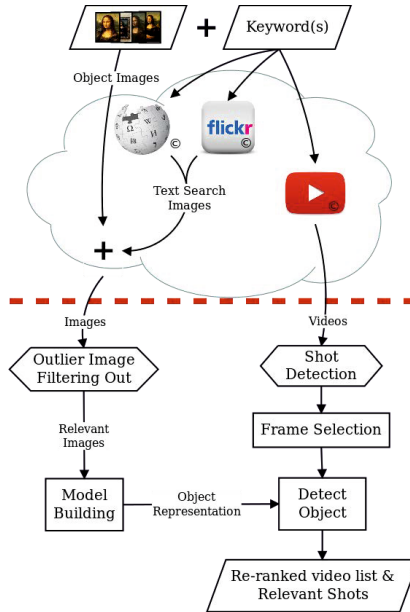 +
Keyword(s)
Object Images
flickr
©
©
©
Text Search
Images
+
Images
Videos
Outlier Image
Filtering Out
Shot
Detection
Relevant
Images
Frame Selection
Model
Building
Object
Representation
Detect
Object
Re-ranked video list &
Relevant Shots